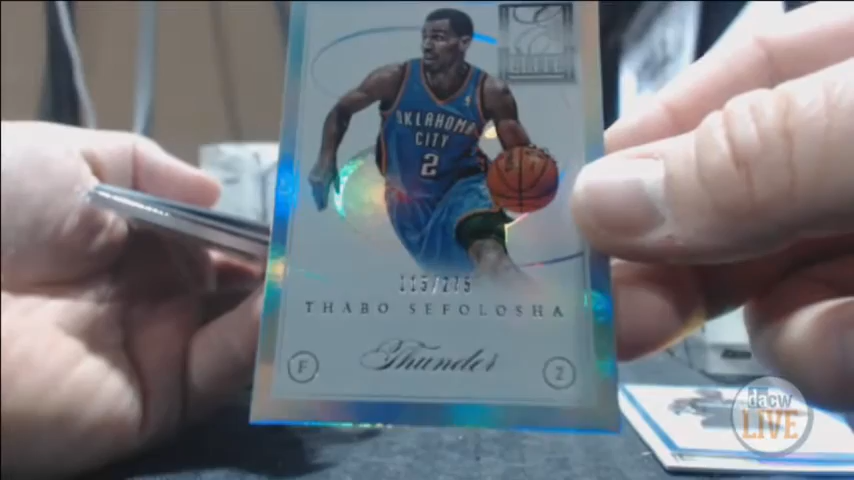 E
ELITE
OKLAHOMA
CITY
2
115/275
THABO SEFOLOSHA
Thunder
F
2
dacw
LIVE